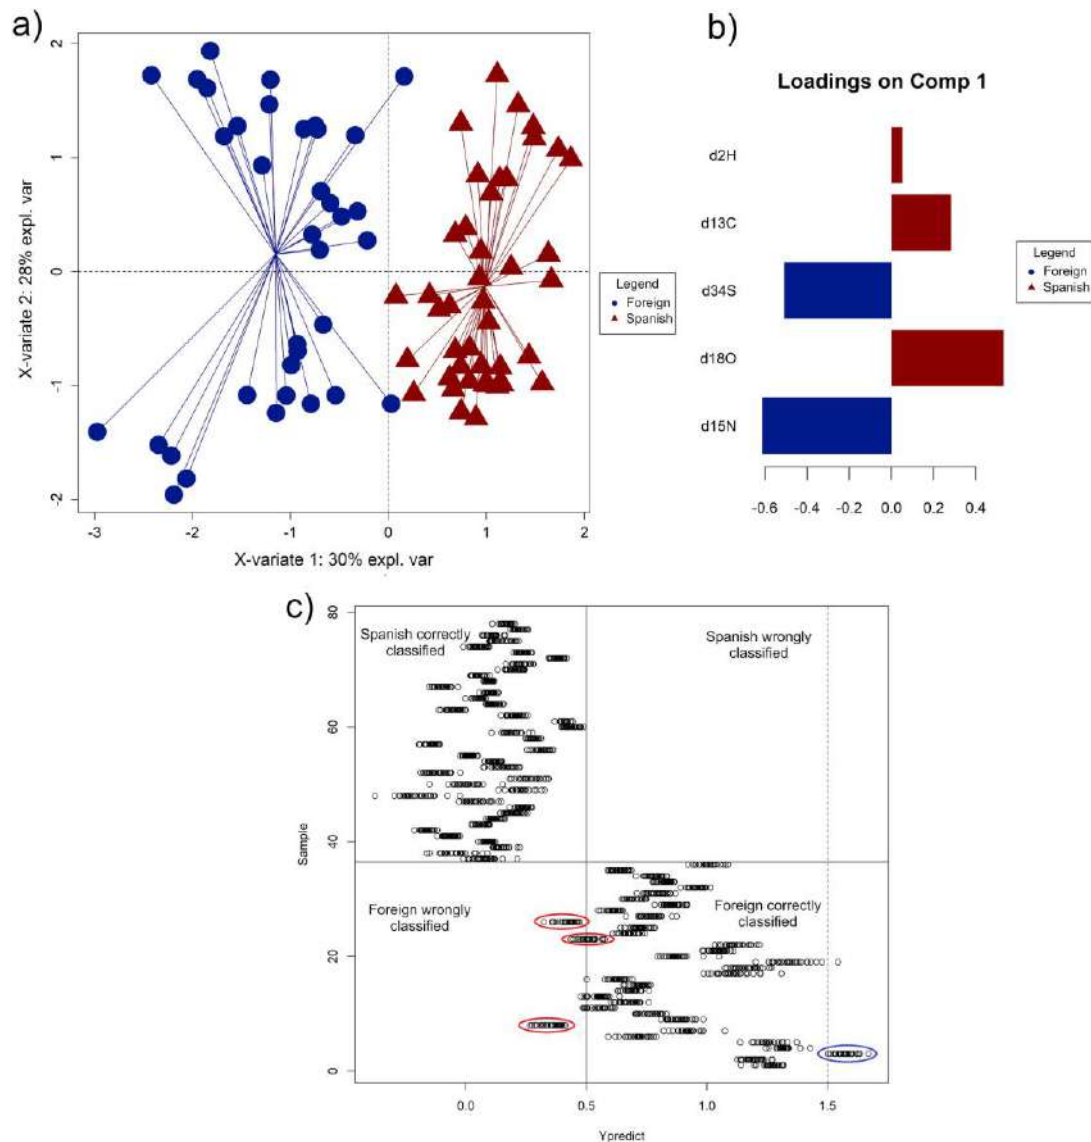 a)
2
1
0
-1
-2
X-variate 2: 28% expl. var
-3
-2
-1
0
1
2
X-variate 1: 30% expl. var
Legend
Foreign
Spanish
b)
Loadings on Comp 1
d2H
d13C
d34S
d18O
d15N
-0.6
-0.2
0.0
0.2
0.4
Legend
Foreign
Spanish
c)
80
60
40
20
0
Sample
Spanish correctly
classified
Spanish wrongly
classified
Foreign wrongly
classified
Foreign correctly
classified
0.0
0.5
1.0
1.5
Ypredict